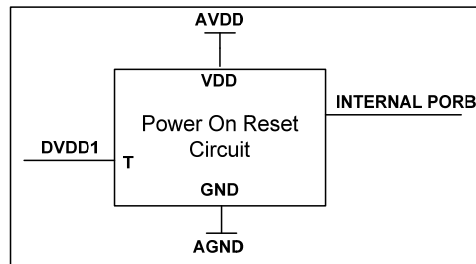 AVDD
VDD
INTERNAL PORB
Power On Reset
Circuit
DVDD1
T
GND
AGND